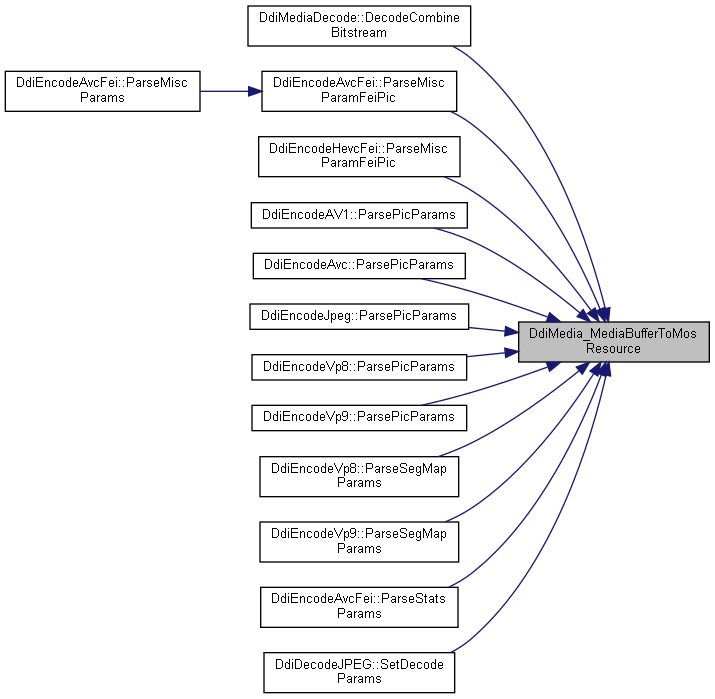 DdiMediaDecode::DecodeCombine
Bitstream
DdiEncodeAvcFei::ParseMisc
Params
DdiEncodeAvcFei::ParseMisc
ParamFeiPic
DdiEncodeHevcFei::ParseMisc
ParamFeiPic
DdiEncodeAV1::ParsePicParams
DdiEncodeAvc::ParsePicParams
DdiEncodeJpeg::ParsePicParams
DdiMedia_MediaBufferToMos
Resource
DdiEncodeVp8::ParsePicParams
DdiEncodeVp9::ParsePicParams
DdiEncodeVp8::ParseSegMap
Params
DdiEncodeVp9::ParseSegMap
Params
DdiEncodeAvcFei::ParseStats
Params
DdiDecodeJPEG::SetDecode
Params